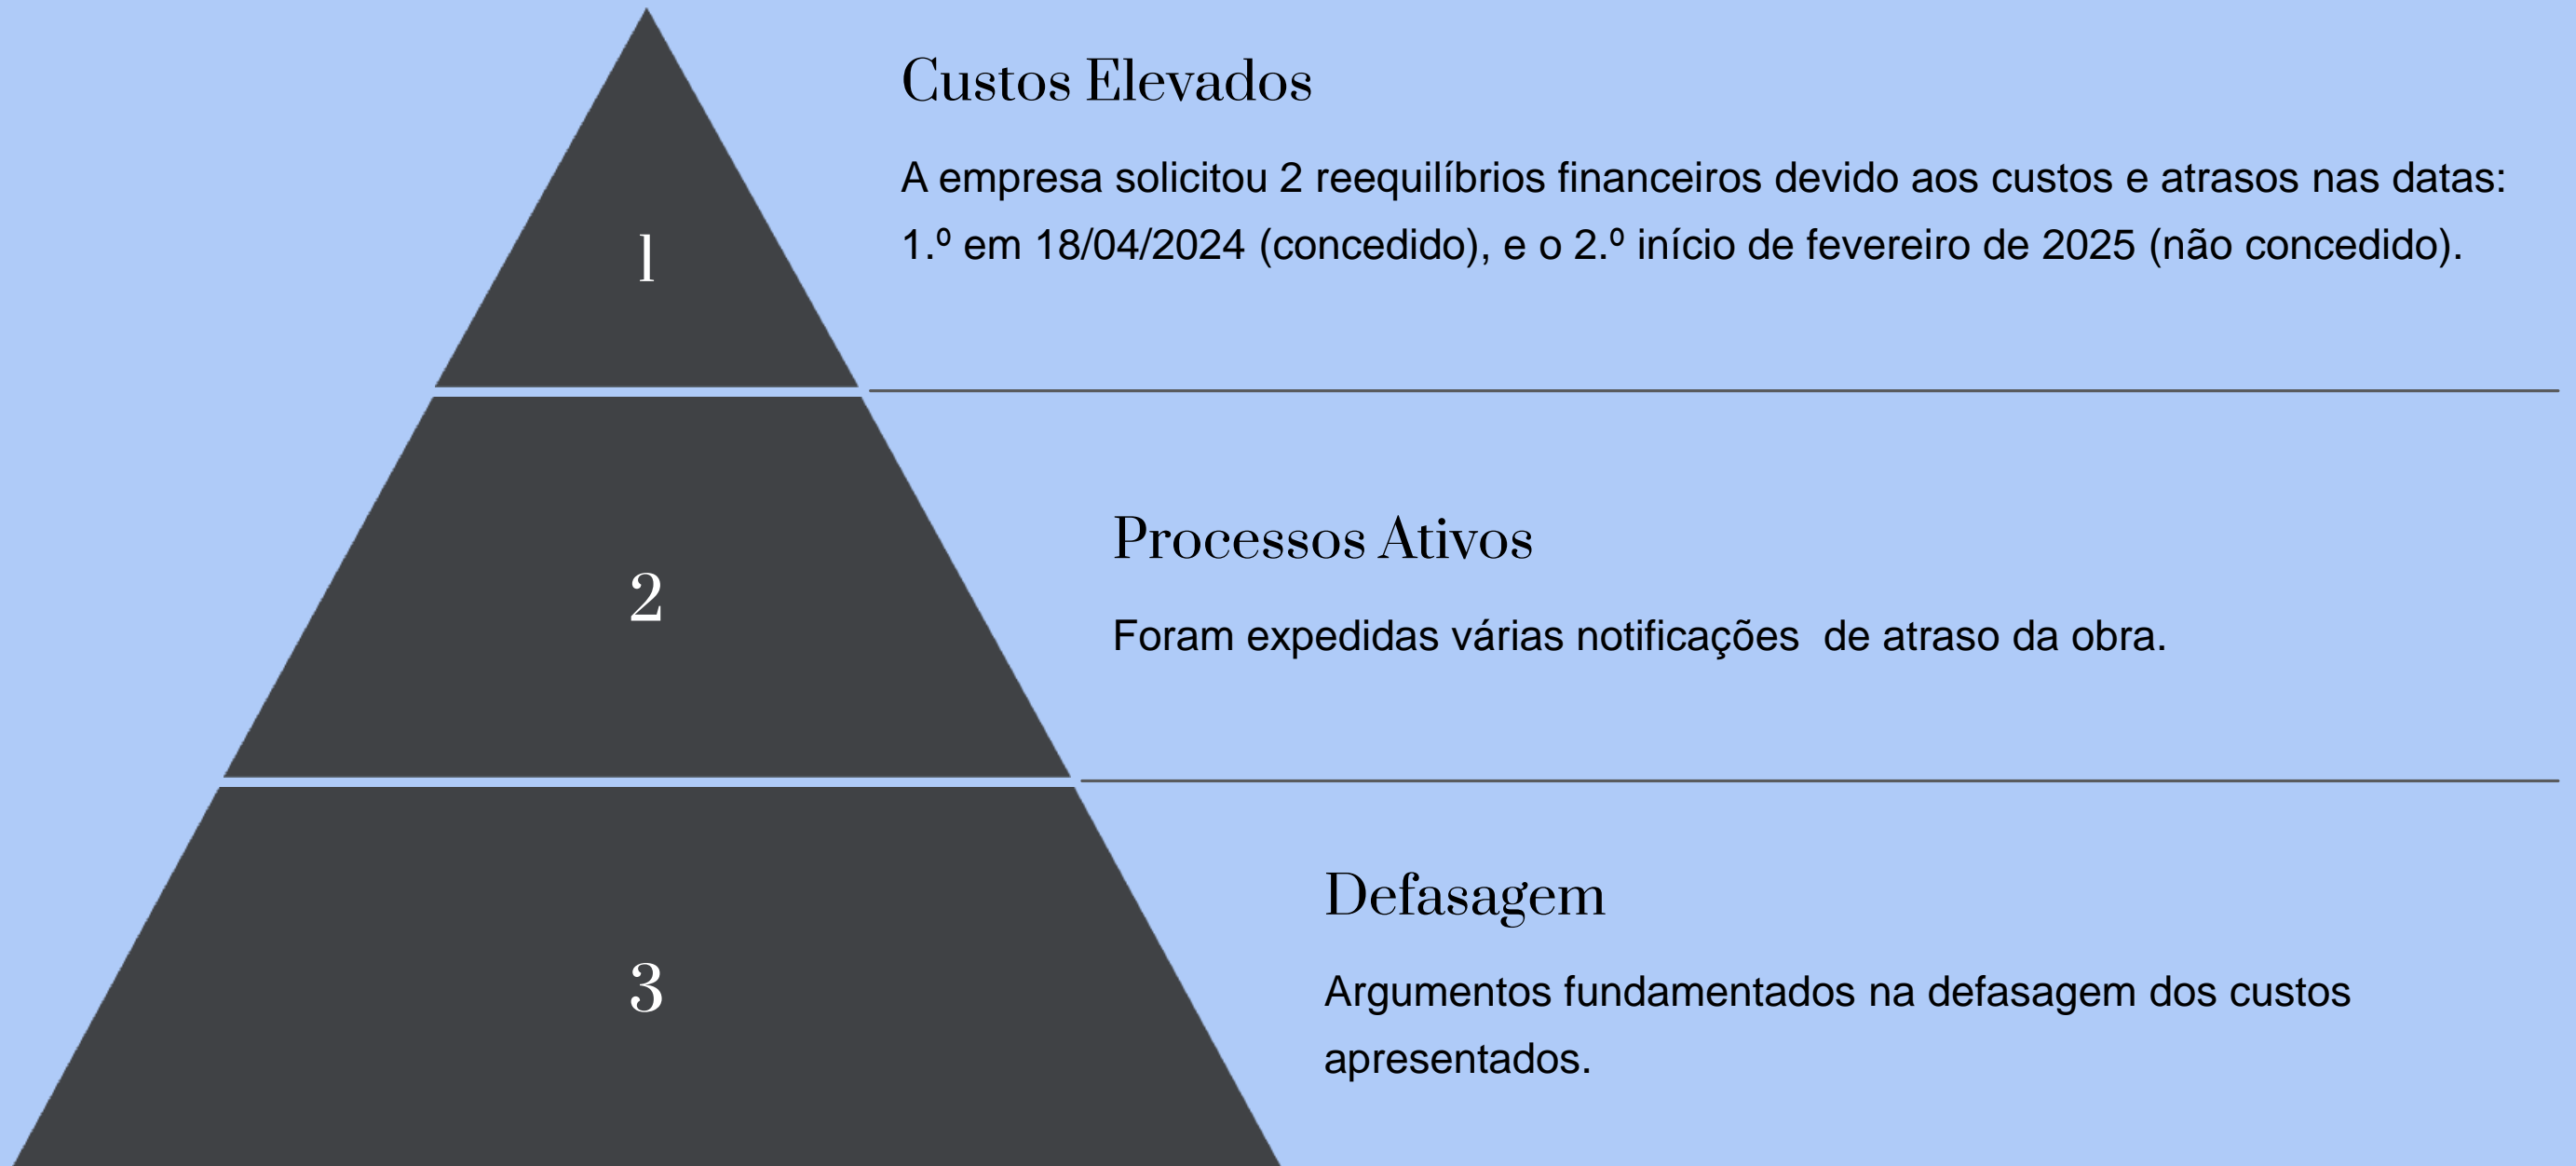 Custos Elevados
A empresa solicitou 2 reequilíbrios financeiros devido aos custos e atrasos nas datas:
1.º em 18/04/2024 (concedido), e o 2.º início de fevereiro de 2025 (não concedido).
1
Processos Ativos
2
Foram expedidas várias notificações  de atraso da obra.
Defasagem
3
Argumentos fundamentados na defasagem dos custos
apresentados.